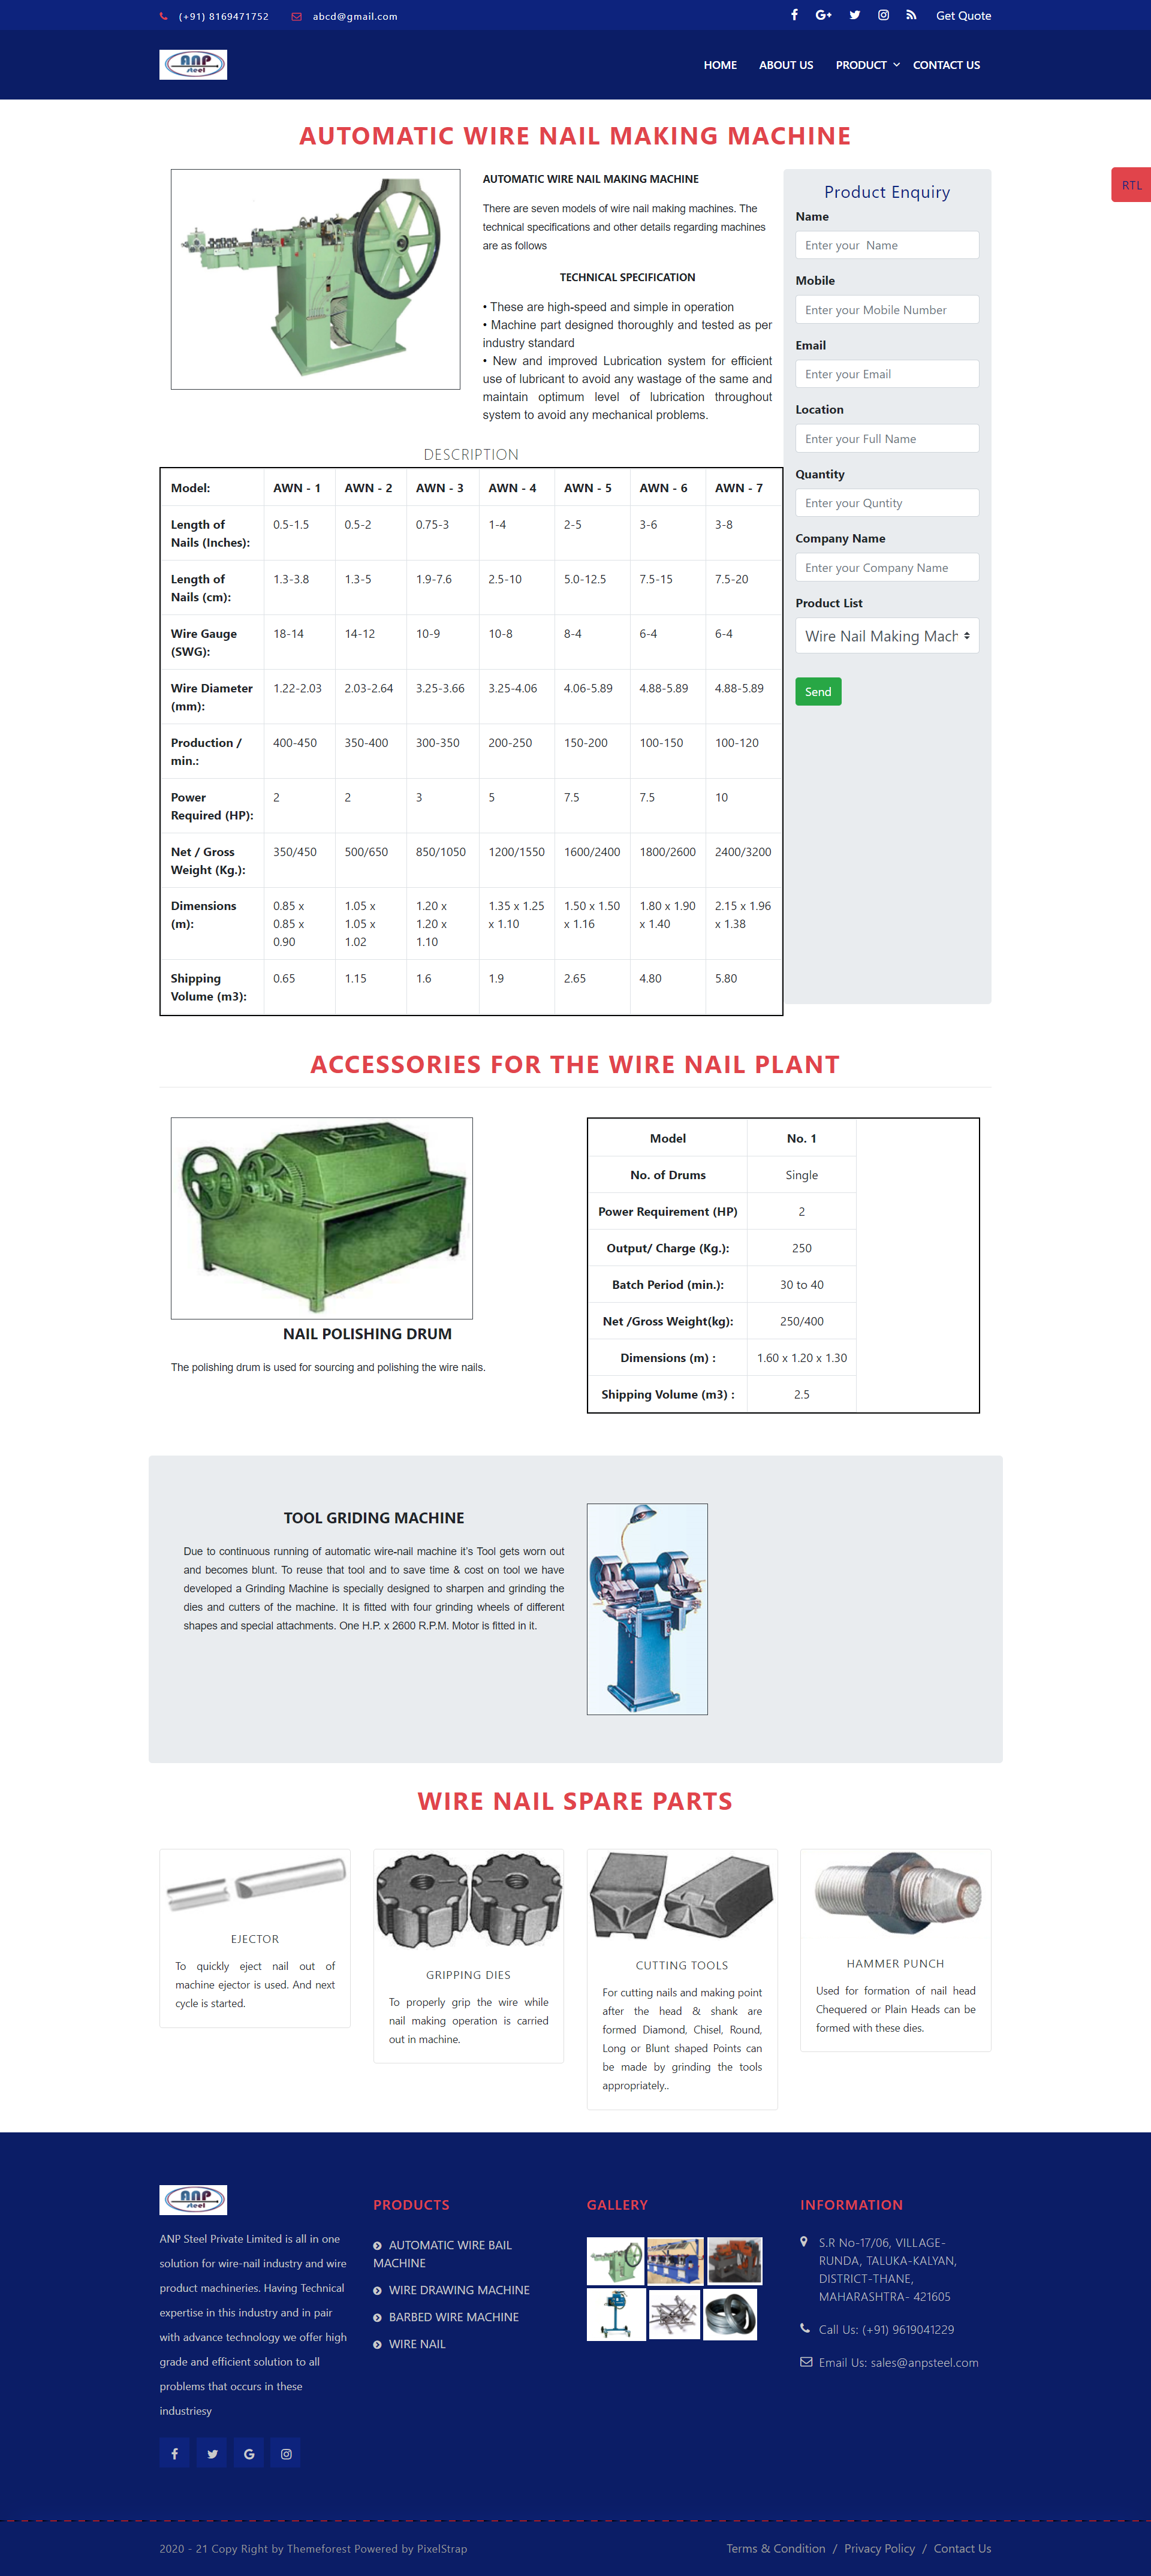 (+91) 8169471752 abcd@gmail.com Get Quote
ANP
steel
HOME ABOUT US PRODUCT CONTACT US
AUTOMATIC WIRE NAIL MAKING MACHINE
RTL
AUTOMATIC WIRE NAIL MAKING MACHINE
There are seven models of wire nail making machines. The
technical specifications and other details regarding machines
are as follows
TECHNICAL SPECIFICATION
• These are high-speed and simple in operation
• Machine part designed thoroughly and tested as per
industry standard
• New and improved Lubrication system for efficient
use of lubricant to avoid any wastage of the same and
maintain optimum level of lubrication throughout
system to avoid any mechanical problems.
Product Enquiry
Name
Enter your  Name
Mobile
Enter your Mobile Number
Email
Enter your Email
Location
Enter your Full Name
Quantity
Enter your Quntity
Company Name
Enter your Company Name
Product List
Wire Nail Making Mach
Send
DESCRIPTION
Model: AWN - 1 AWN - 2 AWN - 3 AWN - 4 AWN - 5 AWN - 6 AWN - 7
Length of
Nails (Inches): 0.5-1.5 0.5-2 0.75-3 1-4 2-5 3-6 3-8
Length of
Nails (cm): 1.3-3.8 1.3-5 1.9-7.6 2.5-10 5.0-12.5 7.5-15 7.5-20
Wire Gauge
(SWG): 18-14 14-12 10-9 10-8 8-4 6-4 6-4
Wire Diameter
(mm): 1.22-2.03 2.03-2.64 3.25-3.66 3.25-4.06 4.06-5.89 4.88-5.89 4.88-5.89
Production /
min.: 400-450 350-400 300-350 200-250 150-200 100-150 100-120
Power
Required (HP): 2 2 3 5 7.5 7.5 10
Net / Gross
Weight (Kg.): 350/450 500/650 850/1050 1200/1550 1600/2400 1800/2600 2400/3200
Dimensions 0.85 x 1.05 x 1.20 x 1.35 x 1.25 1.50 x 1.50 1.80 x 1.90 2.15 x 1.96
(m): 0.85 x 1.05 x 1.20 x x 1.10 x 1.16 x 1.40 x 1.38
0.90 1.02 1.10
Shipping
Volume (m3): 0.65 1.15 1.6 1.9 2.65 4.80 5.80
ACCESSORIES FOR THE WIRE NAIL PLANT
NAIL POLISHING DRUM
The polishing drum is used for sourcing and polishing the wire nails.
Model No. 1
No. of Drums Single
Power Requirement (HP) 2
Output/ Charge (Kg.): 250
Batch Period (min.): 30 to 40
Net /Gross Weight(kg): 250/400
Dimensions (m) : 1.60 x 1.20 x 1.30
Shipping Volume (m3) : 2.5
TOOL GRIDING MACHINE
Due to continuous running of automatic wire-nail machine it's Tool gets worn out
and becomes blunt. To reuse that tool and to save time & cost on tool we have
developed a Grinding Machine is specially designed to sharpen and grinding the
dies and cutters of the machine. It is fitted with four grinding wheels of different
shapes and special attachments. One H.P. x 2600 R.P.M. Motor is fitted in it.
WIRE NAIL SPARE PARTS
EJECTOR
To quickly eject nail out of
machine ejector is used. And next
cycle is started.
GRIPPING DIES
To properly grip the wire while
nail making operation is carried
out in machine.
CUTTING TOOLS
For cutting nails and making point
after the head & shank are
formed Diamond, Chisel, Round,
Long or Blunt shaped Points can
be made by grinding the tools
appropriately..
HAMMER PUNCH
Used for formation of nail head
Chequered or Plain Heads can be
formed with these dies.
ANP
steel
ANP Steel Private Limited is all in one
solution for wire-nail industry and wire
product machineries. Having Technical
expertise in this industry and in pair
with advance technology we offer high
grade and efficient solution to all
problems that occurs in these
industriesy
PRODUCTS
AUTOMATIC WIRE BAIL
MACHINE
WIRE DRAWING MACHINE
BARBED WIRE MACHINE
WIRE NAIL
GALLERY
INFORMATION
S.R No-17/06, VILLAGE-
RUNDA, TALUKA-KALYAN,
DISTRICT-THANE,
MAHARASHTRA- 421605
Call Us: (+91) 9619041229
Email Us: sales@anpsteel.com
2020 - 21 Copy Right by Themeforest Powered by PixelStrap
Terms & Condition / Privacy Policy / Contact Us